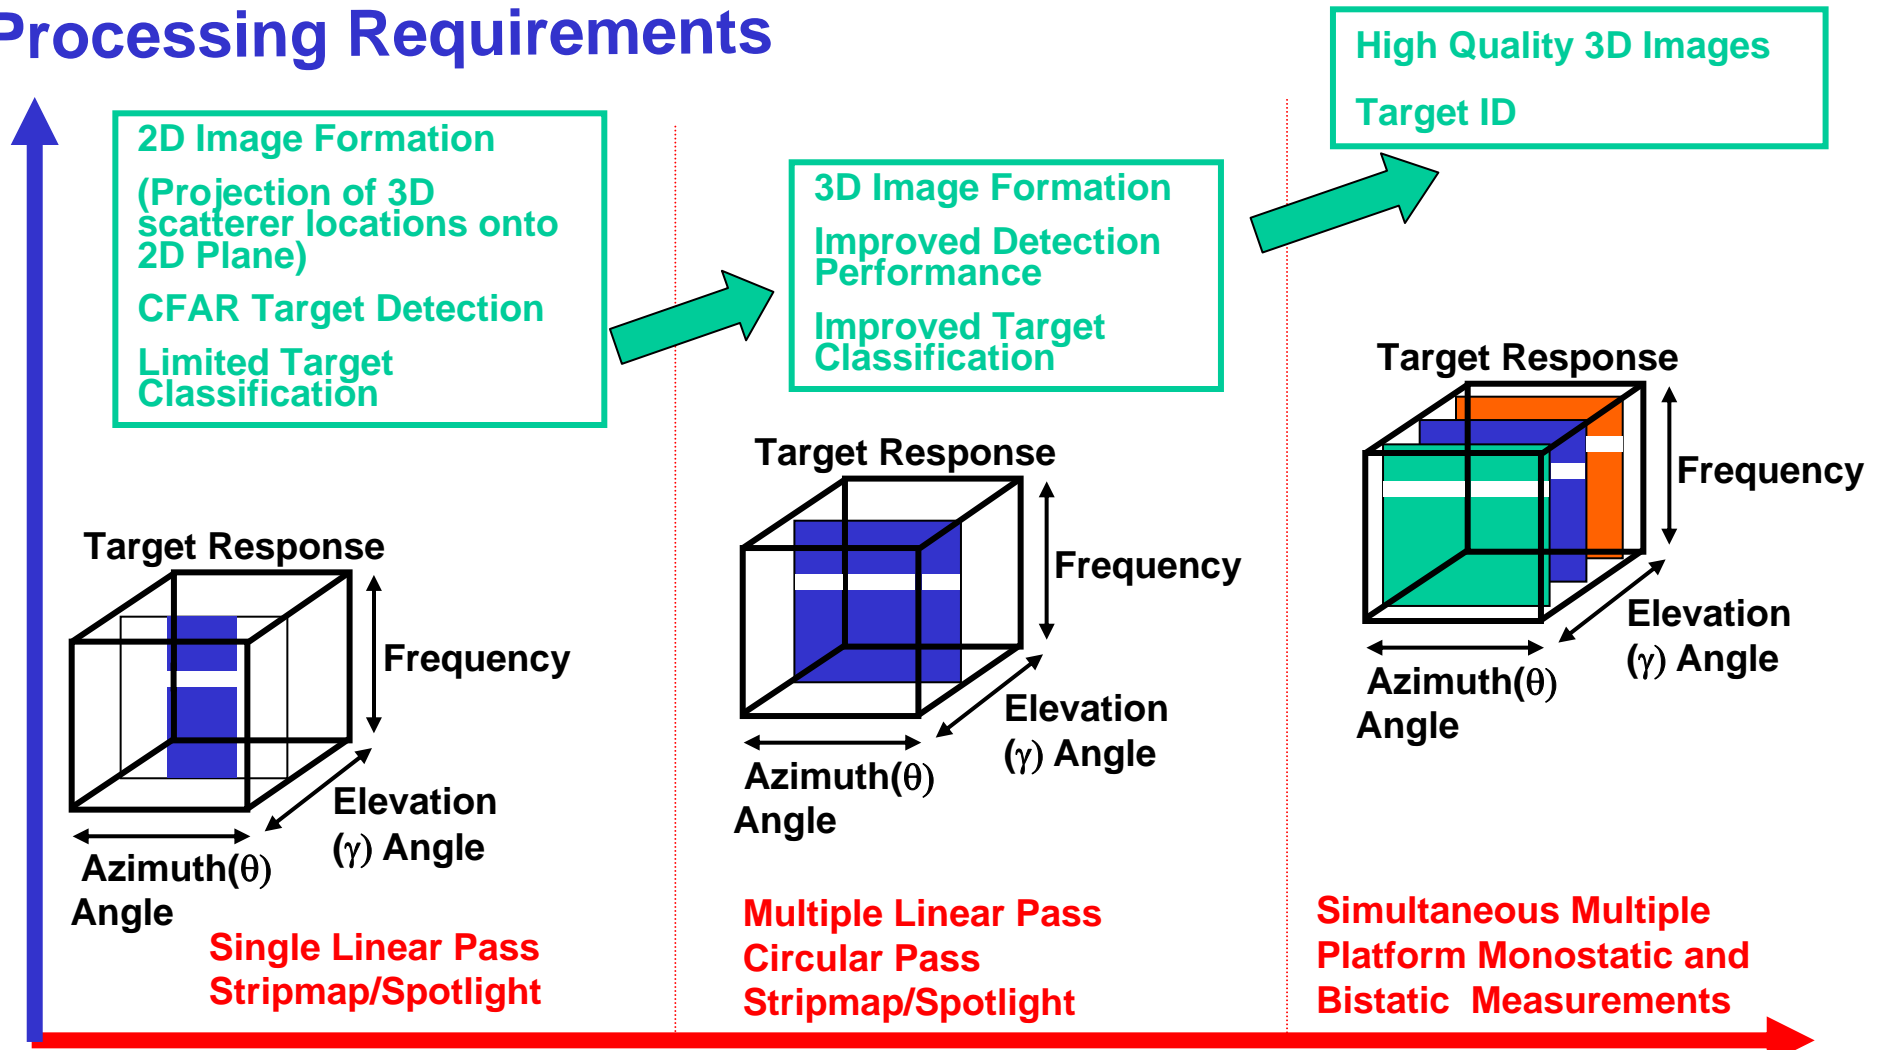 Processing Requirements
2D Image Formation
(Projection of 3D
scatterer locations onto
2D Plane)
CFAR Target Detection
Limited Target
Classification
3D Image Formation
Improved Detection
Performance
Improved Target
Classification
High Quality 3D Images
Target ID
Target Response
Frequency
Elevation
(γ) Angle
Azimuth(θ)
Angle
Single Linear Pass
Stripmap/Spotlight
Target Response
Frequency
Elevation
(γ) Angle
Azimuth(θ)
Angle
Multiple Linear Pass
Circular Pass
Stripmap/Spotlight
Target Response
Frequency
Elevation
(γ) Angle
Azimuth(θ)
Angle
Simultaneous Multiple
Platform Monostatic and
Bistatic Measurements